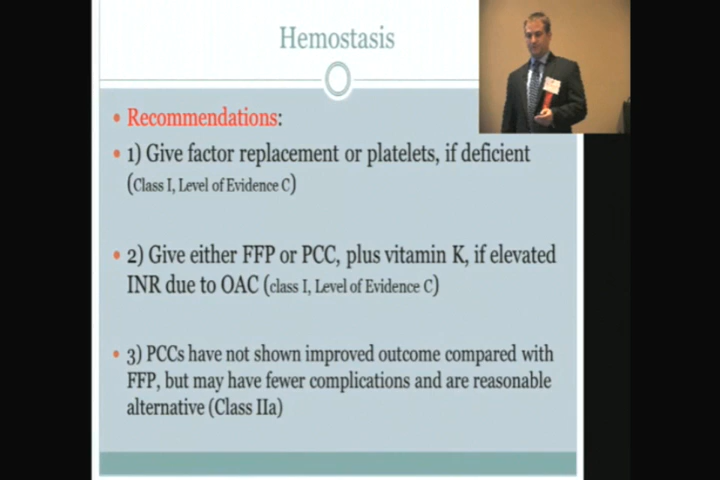 Hemostasis
• Recommendations:
• 1) Give factor replacement or platelets, if deficient
(Class I, Level of Evidence C)
• 2) Give either FFP or PCC, plus vitamin K, if elevated
INR due to OAC (class I, Level of Evidence C)
• 3) PCCs have not shown improved outcome compared with
FFP, but may have fewer complications and are reasonable
alternative (Class IIa)